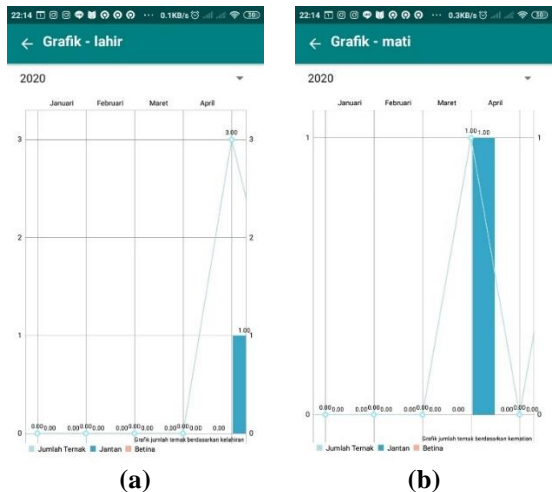 22:14 0.1KB/s
Grafik - lahir
2020
Januari Februari Maret April
3.00
3 3
2 2
1.00
1 1
0.00 0.00 0.00 0.00 0.00 0.00 0.00 0.00 0.00 0.00
0 0
Grafik jumlah ternak berdasarkan kelahiran
Jumlah Ternak Jantan Betina
(a)
22:14 0.3KB/s
Grafik - mati
2020
Januari Februari Maret April
1.00 1.00
1 1
0.00 0.00 0.00 0.00 0.00 0.00 0.00 0.00 0.00 0.00
0 0
Grafik jumlah ternak berdasarkan kematian
Jumlah Ternak Jantan Betina
(b)